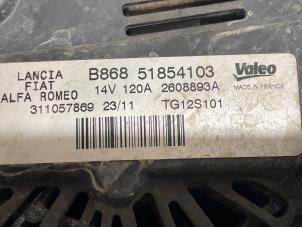 LANCIA B868 51854103 Valeo
FIAT 14V 120A 2608893A MADE IN FRANCE
ALFA ROMEO
311057869 23/11 TG12S101